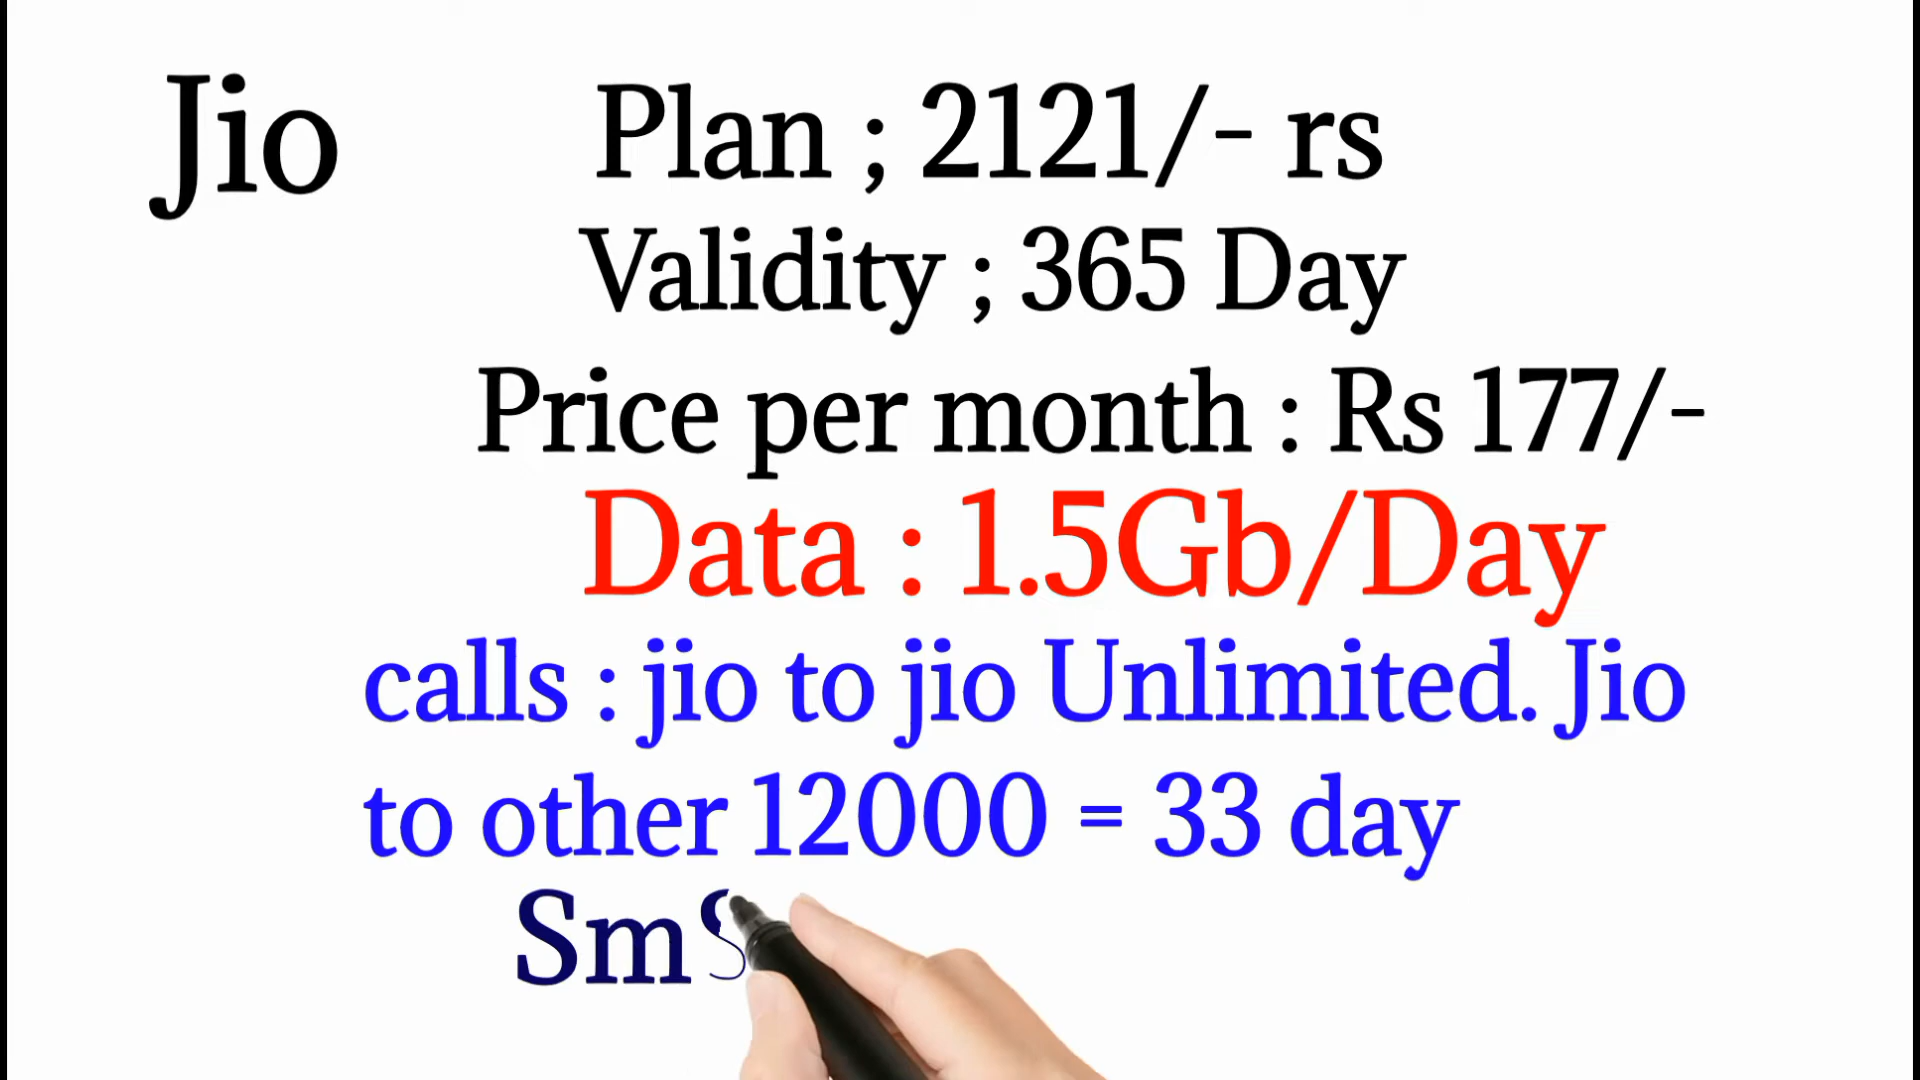 Jio
Plan ; 2121/- rs
Validity ; 365 Day
Price per month : Rs 177/-
Data : 1.5Gb/Day
calls : jio to jio Unlimited. Jio
to other 12000 = 33 day
SmS